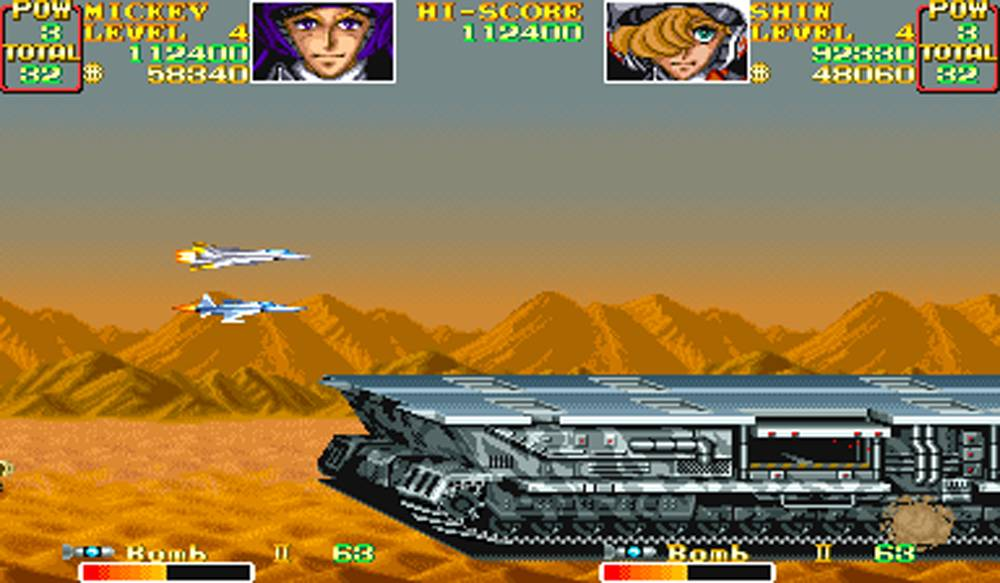 POW
3
TOTAL
32
MICKEY
LEVEL 4
112400
$ 58340
HI-SCORE
112400
SHIN
LEVEL 4
92330
$ 48060
POW
3
TOTAL
32
Bomb II 63
Bomb II 63